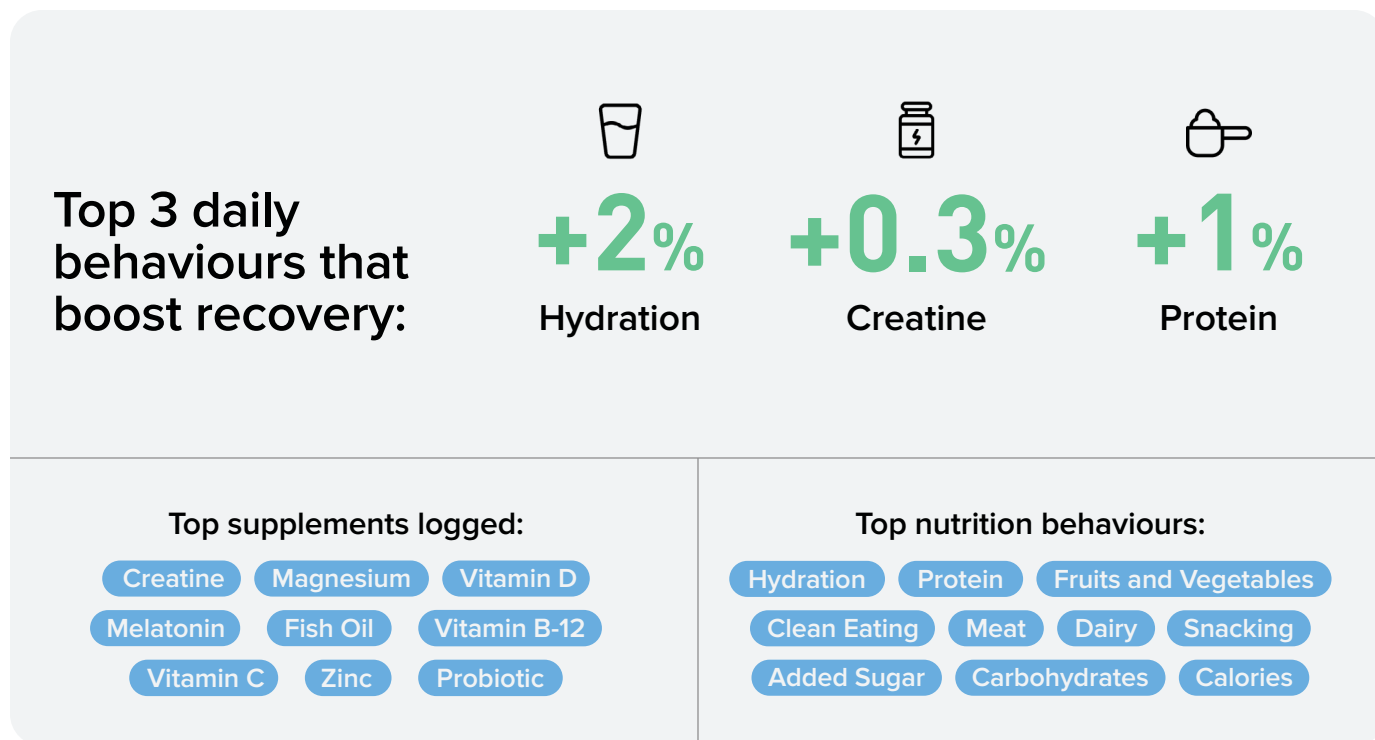 Top 3 daily
behaviours that
boost recovery:
+2%
Hydration
+0.3%
Creatine
+1%
Protein
Top supplements logged:
Creatine Magnesium Vitamin D
Melatonin Fish Oil Vitamin B-12
Vitamin C Zinc Probiotic
Top nutrition behaviours:
Hydration Protein Fruits and Vegetables
Clean Eating Meat Dairy Snacking
Added Sugar Carbohydrates Calories